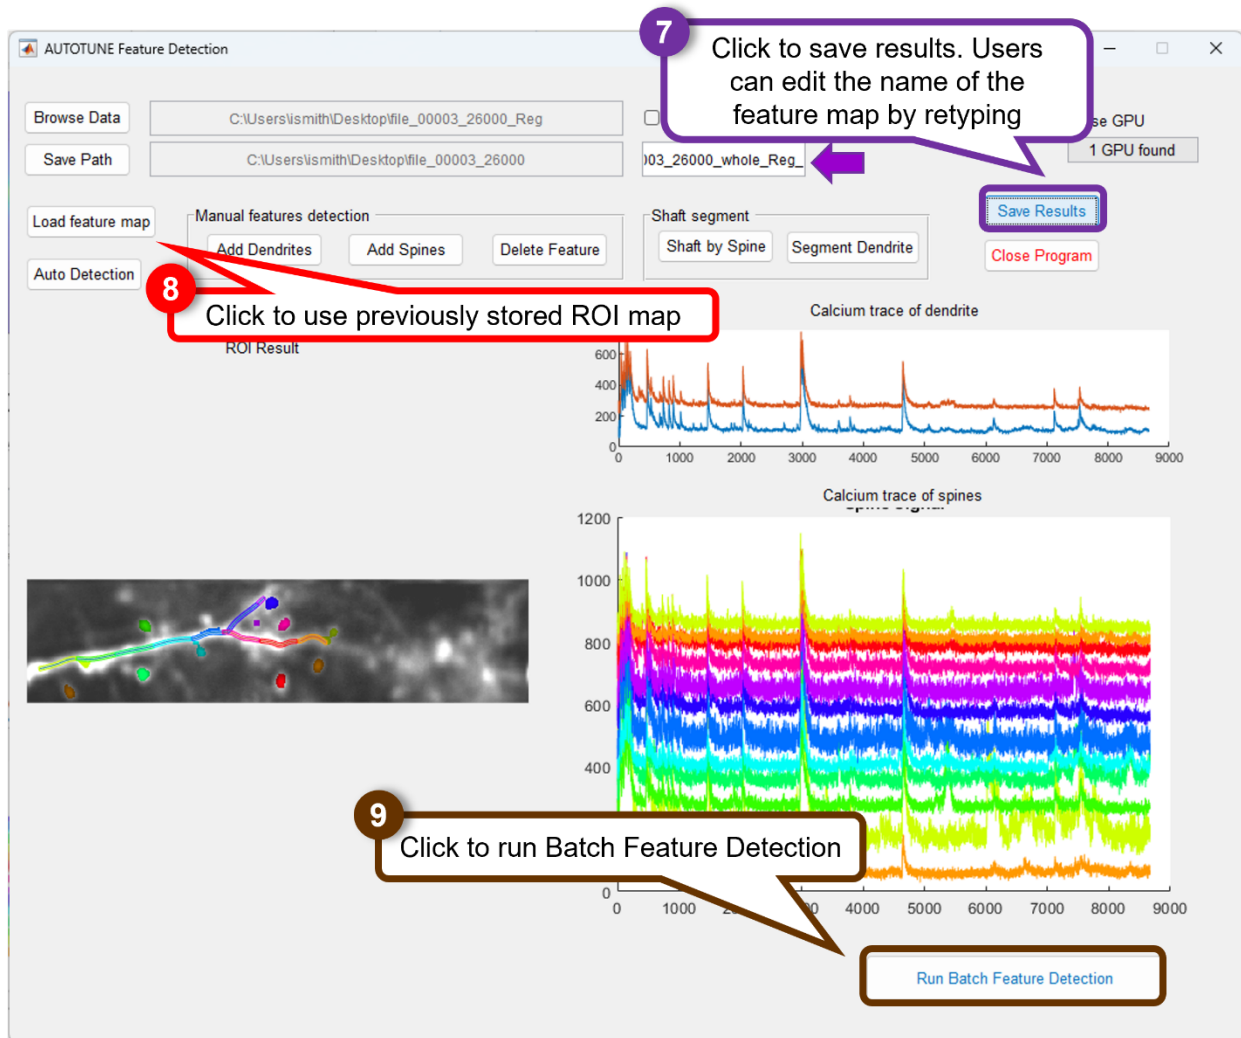 AUTOTUNE Feature Detection
7
Click to save results. Users
can edit the name of the
feature map by retyping
Browse Data
C:\Users\ismith\Desktop\file_00003_26000_Reg
GPU
Save Path
C:\Users\ismith\Desktop\file_00003_26000
03_26000_whole_Reg_
1 GPU found
Load feature map
Manual features detection
Add Dendrites
Add Spines
Delete Feature
Shaft segment
Shaft by Spine
Segment Dendrite
Save Results
Close Program
Auto Detection
8
Click to use previously stored ROI map
ROI Result
Calcium trace of dendrite
600
400
200
0
0 1000 2000 3000 4000 5000 6000 7000 8000 9000
Calcium trace of spines
1200
1000
800
600
400
0
0 1000 4000 5000 6000 7000 8000 9000
9
Click to run Batch Feature Detection
Run Batch Feature Detection